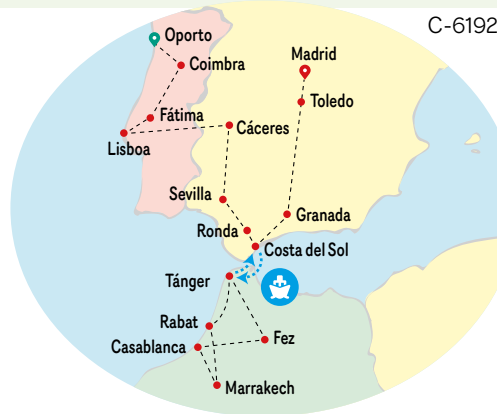 C-6192
Oporto
Madrid
Coimbra
Toledo
Fátima
Cáceres
Lisboa
Sevilla
Granada
Ronda
Costa del Sol
Tánger
Rabat
Fez
Casablanca
Marrakech